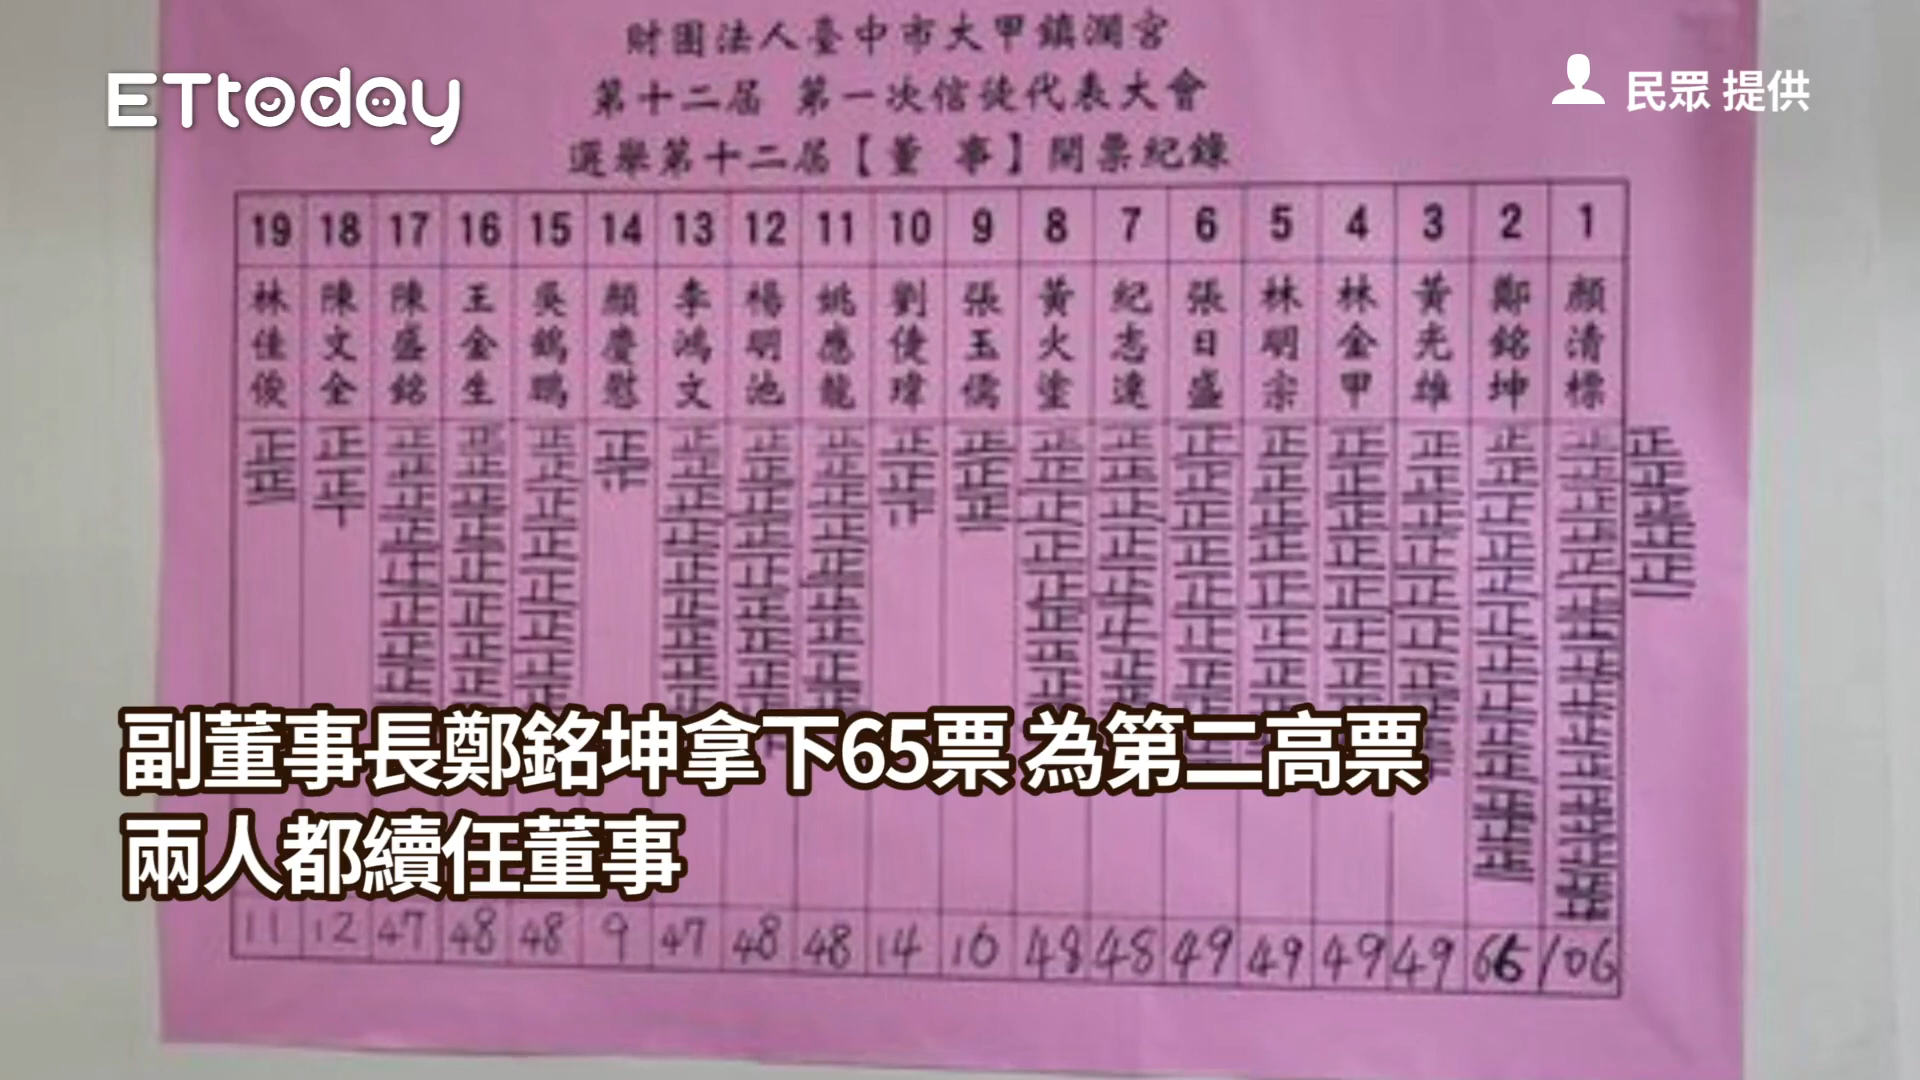 財團法人臺中市大甲鎮瀾宮
ETtoday
民眾 提供
第十二屆 第一次信徒代表大會
選舉第十二屆【董 事】開票紀錄
19 18 17 16 15 14 13 12 11 10 9 8 7 6 5 4 3 2 1
林佳俊 陳文全 陳盛銘 王金生 吳鶴鵬 顏慶慰 李鴻文 楊明池 姚應龍 劉俊瑋 張玉儒 黃火塗 紀志達 張日盛 林明宗 林金甲 黃光雄 鄭銘坤 顏清標
副董事長鄭銘坤拿下65票 為第二高票
兩人都續任董事
11 12 47 48 48 9 47 48 48 14 16 48 48 49 49 49 49 106